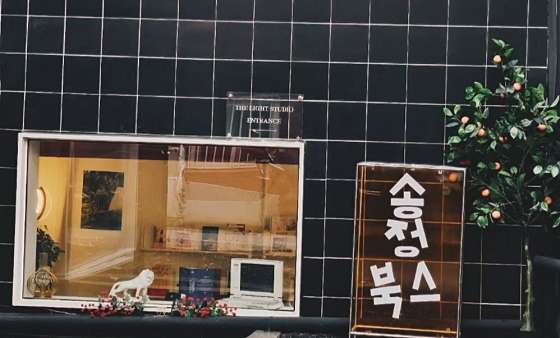 THE LIGHT STUDIO
ENTRANCE
송정
북스